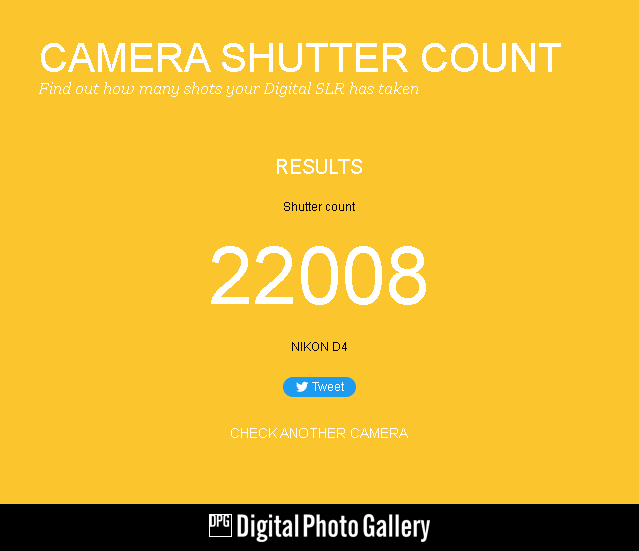 CAMERA SHUTTER COUNT
Find out how many shots your Digital SLR has taken
RESULTS
Shutter count
22008
NIKON D4
Tweet
CHECK ANOTHER CAMERA
DPG Digital Photo Gallery